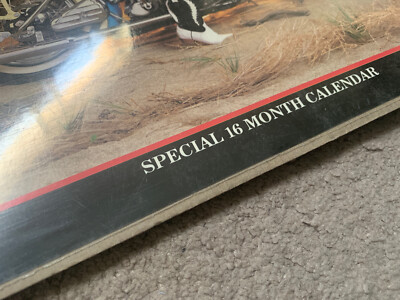 SPECIAL 16 MONTH CALENDAR